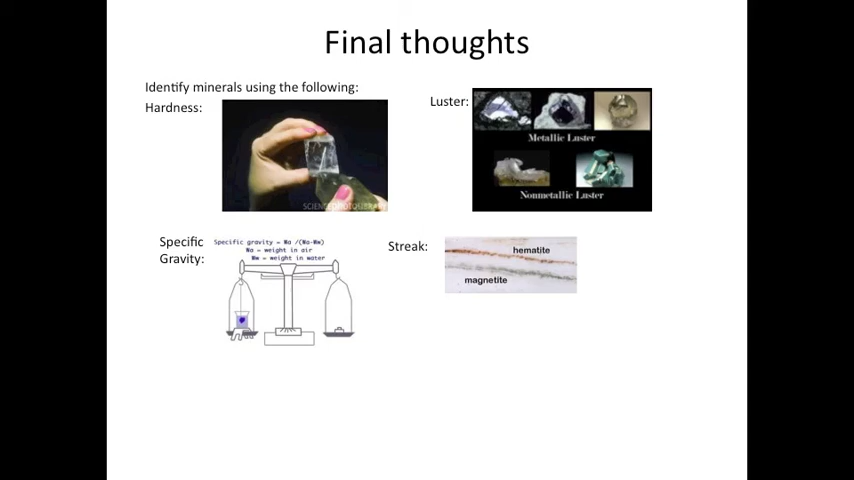 Final thoughts
Identify minerals using the following:
Hardness:
SCIENCEPHOTOLIBRARY
Luster:
Metallic Luster
Nonmetallic Luster
Specific
Gravity:
Specific gravity = Wa /(Wa-Ww)
Wa = weight in air
Ww = weight in water
Streak:
hematite
magnetite